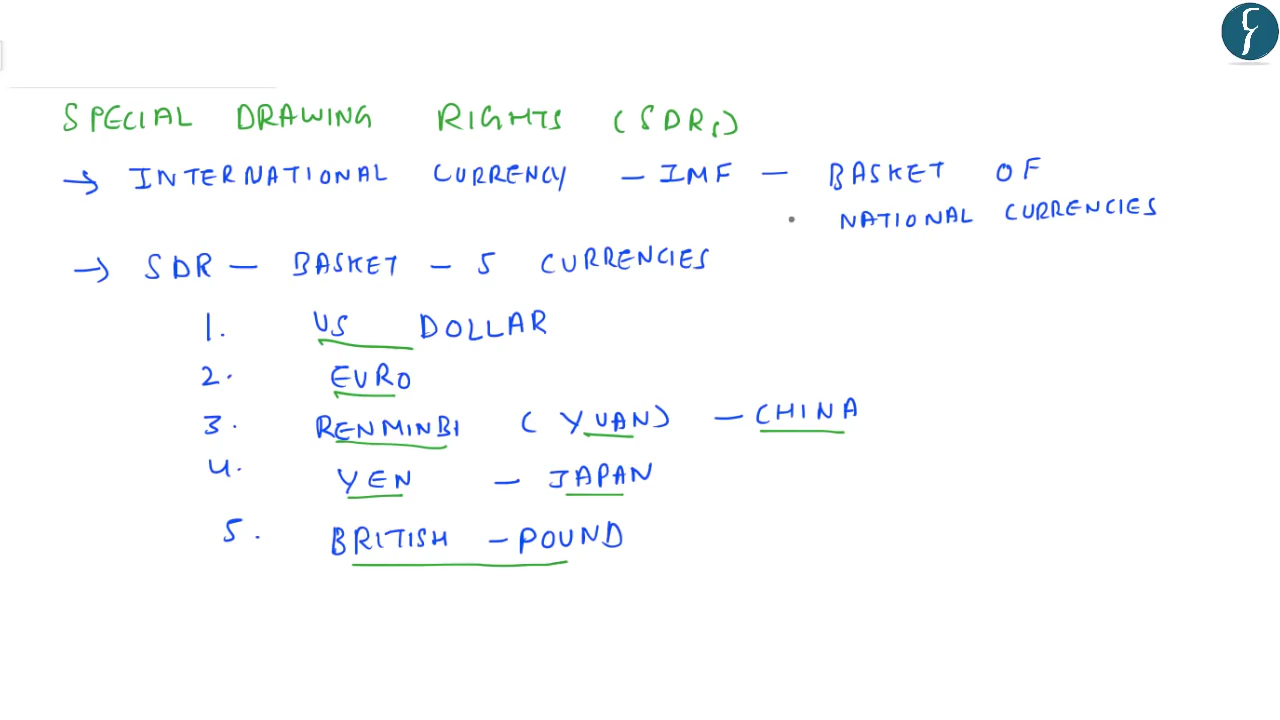 SPECIAL DRAWING RIGHTS (SDRs)
→ INTERNATIONAL CURRENCY - IMF - BASKET OF
NATIONAL CURRENCIES
→ SDR - BASKET - 5 CURRENCIES
1. US DOLLAR
2. EURO
3. RENMINBI (YUAN) - CHINA
4. YEN - JAPAN
5. BRITISH - POUND